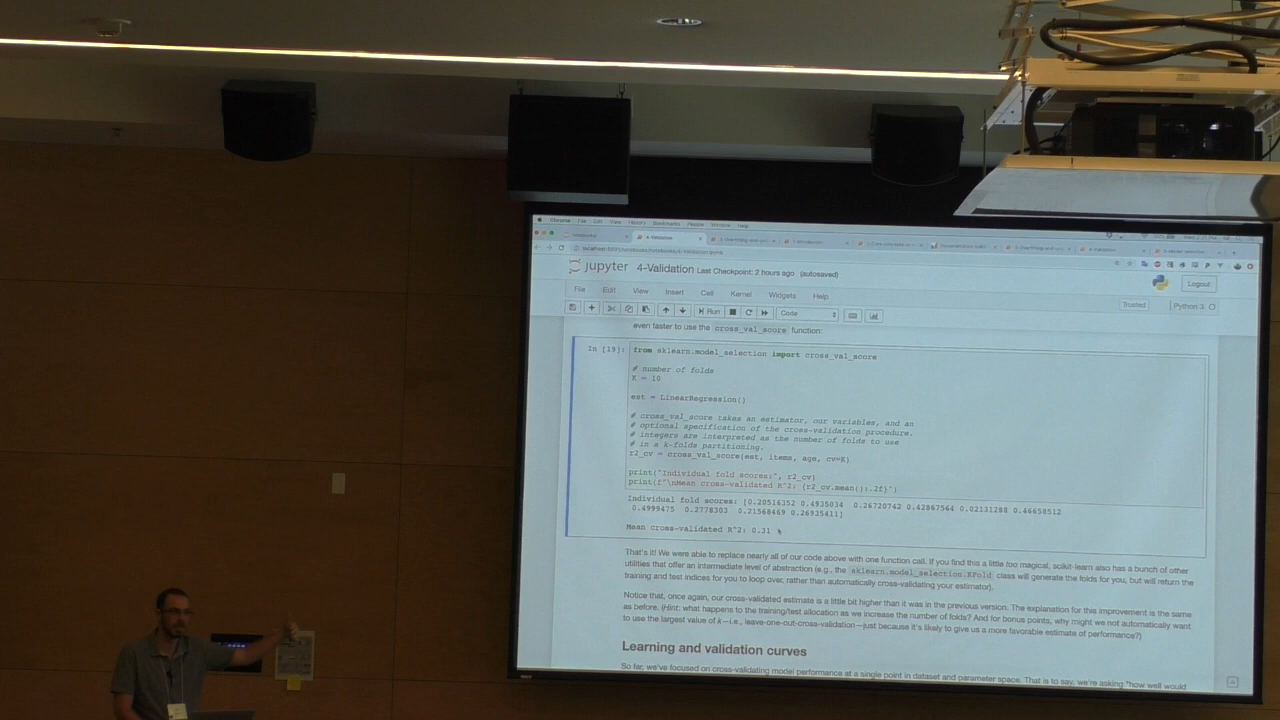 Chrome File Edit View History Bookmarks People Window Help
4-Validation
jupyter 4-Validation Last Checkpoint: 2 hours ago (autosaved)
Logout
File Edit View Insert Cell Kernel Widgets Help
Trusted Python 3
Run Code
even faster to use the cross_val_score function:
In [19]: from sklearn.model_selection import cross_val_score
# number of folds
K = 10
est = LinearRegression()
# cross_val_score takes an estimator, our variables, and an
# optional specification of the cross-validation procedure.
# integers are interpreted as the number of folds to use
# in a k-folds partitioning.
r2_cv = cross_val_score(est, items, age, cv=K)
print("Individual fold scores:", r2_cv)
print(f"\nMean cross-validated R^2: {r2_cv.mean():.2f}")
Individual fold scores: [0.20516352 0.4935034 0.26720742 0.42867564 0.02131288 0.46658512
0.4999475 0.2778303 0.21568469 0.26935411]
Mean cross-validated R^2: 0.31
That's it! We were able to replace nearly all of our code above with one function call. If you find this a little too magical, scikit-learn also has a bunch of other
utilities that offer an intermediate level of abstraction (e.g., the sklearn.model_selection.KFold class will generate the folds for you, but will return the
training and test indices for you to loop over, rather than automatically cross-validating your estimator).
Notice that, once again, our cross-validated estimate is a little bit higher than it was in the previous version. The explanation for this improvement is the same
as before. (Hint: what happens to the training/test allocation as we increase the number of folds? And for bonus points, why might we not automatically want
to use the largest value of k—i.e., leave-one-out-cross-validation—just because it's likely to give us a more favorable estimate of performance?)
Learning and validation curves
So far, we've focused on cross-validating model performance at a single point in dataset and parameter space. That is to say, we're asking "how well would